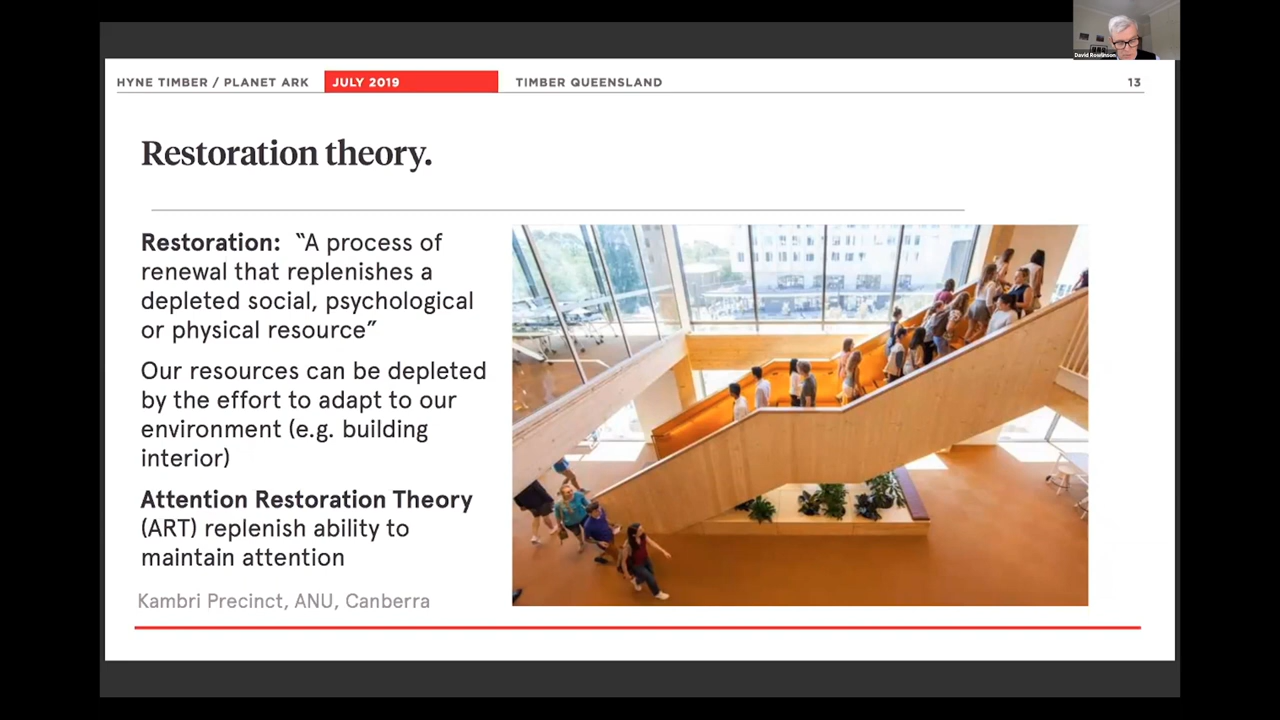 David Rowlinson
HYNE TIMBER / PLANET ARK JULY 2019 TIMBER QUEENSLAND 13
Restoration theory.
Restoration: “A process of
renewal that replenishes a
depleted social, psychological
or physical resource”
Our resources can be depleted
by the effort to adapt to our
environment (e.g. building
interior)
Attention Restoration Theory
(ART) replenish ability to
maintain attention
Kambri Precinct, ANU, Canberra